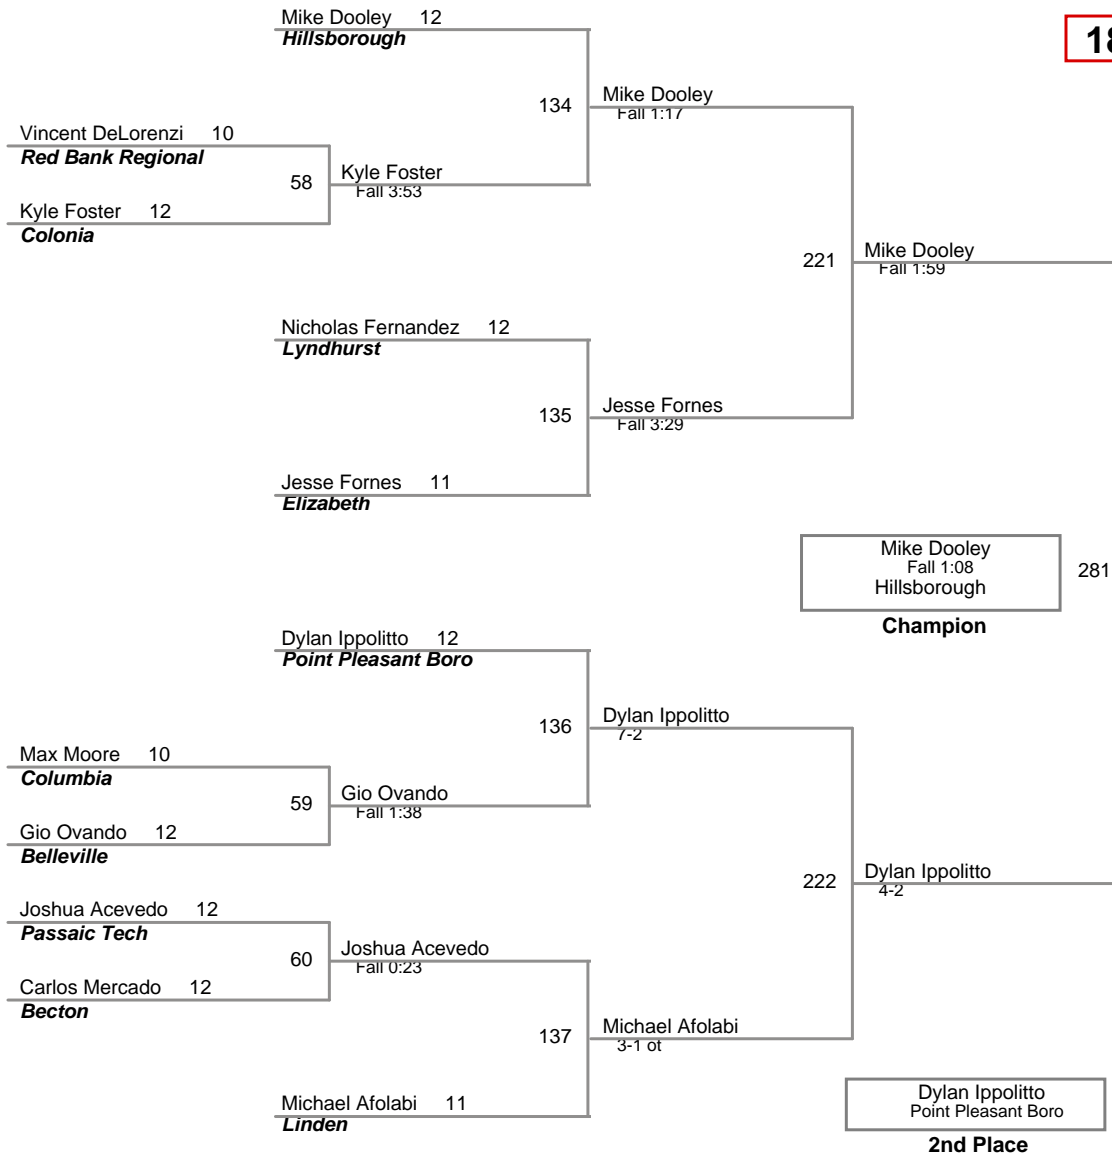 Mike Dooley 12
Hillsborough
18
134
Mike Dooley
Fall 1:17
Vincent DeLorenzi 10
Red Bank Regional
58
Kyle Foster
Fall 3:53
Kyle Foster 12
Colonia
221
Mike Dooley
Fall 1:59
Nicholas Fernandez 12
Lyndhurst
135
Jesse Fornes
Fall 3:29
Jesse Fornes 11
Elizabeth
Mike Dooley
Fall 1:08
Hillsborough
281
Champion
Dylan Ippolitto 12
Point Pleasant Boro
136
Dylan Ippolitto
7-2
Max Moore 10
Columbia
59
Gio Ovando
Fall 1:38
Gio Ovando 12
Belleville
222
Dylan Ippolitto
4-2
Joshua Acevedo 12
Passaic Tech
60
Joshua Acevedo
Fall 0:23
Carlos Mercado 12
Becton
137
Michael Afolabi
3-1 ot
Michael Afolabi 11
Linden
Dylan Ippolitto
Point Pleasant Boro
2nd Place